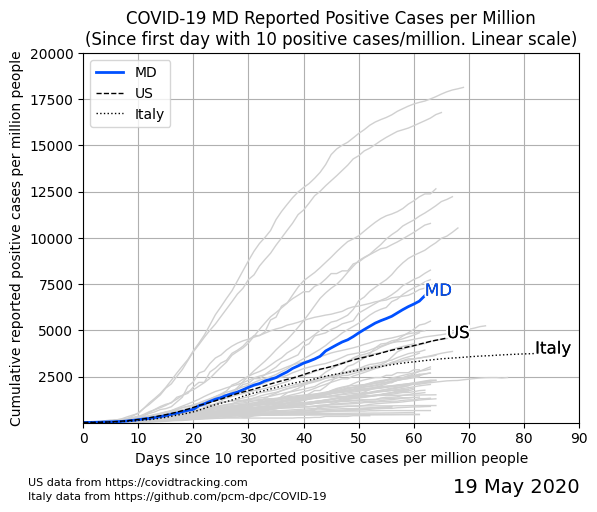 COVID-19 MD Reported Positive Cases per Million
(Since first day with 10 positive cases/million. Linear scale)
Cumulative reported positive cases per million people
20000
17500
15000
12500
10000
7500
5000
2500
MD
US
Italy
MD
US
Italy
0 10 20 30 40 50 60 70 80 90
Days since 10 reported positive cases per million people
US data from https://covidtracking.com
Italy data from https://github.com/pcm-dpc/COVID-19
19 May 2020